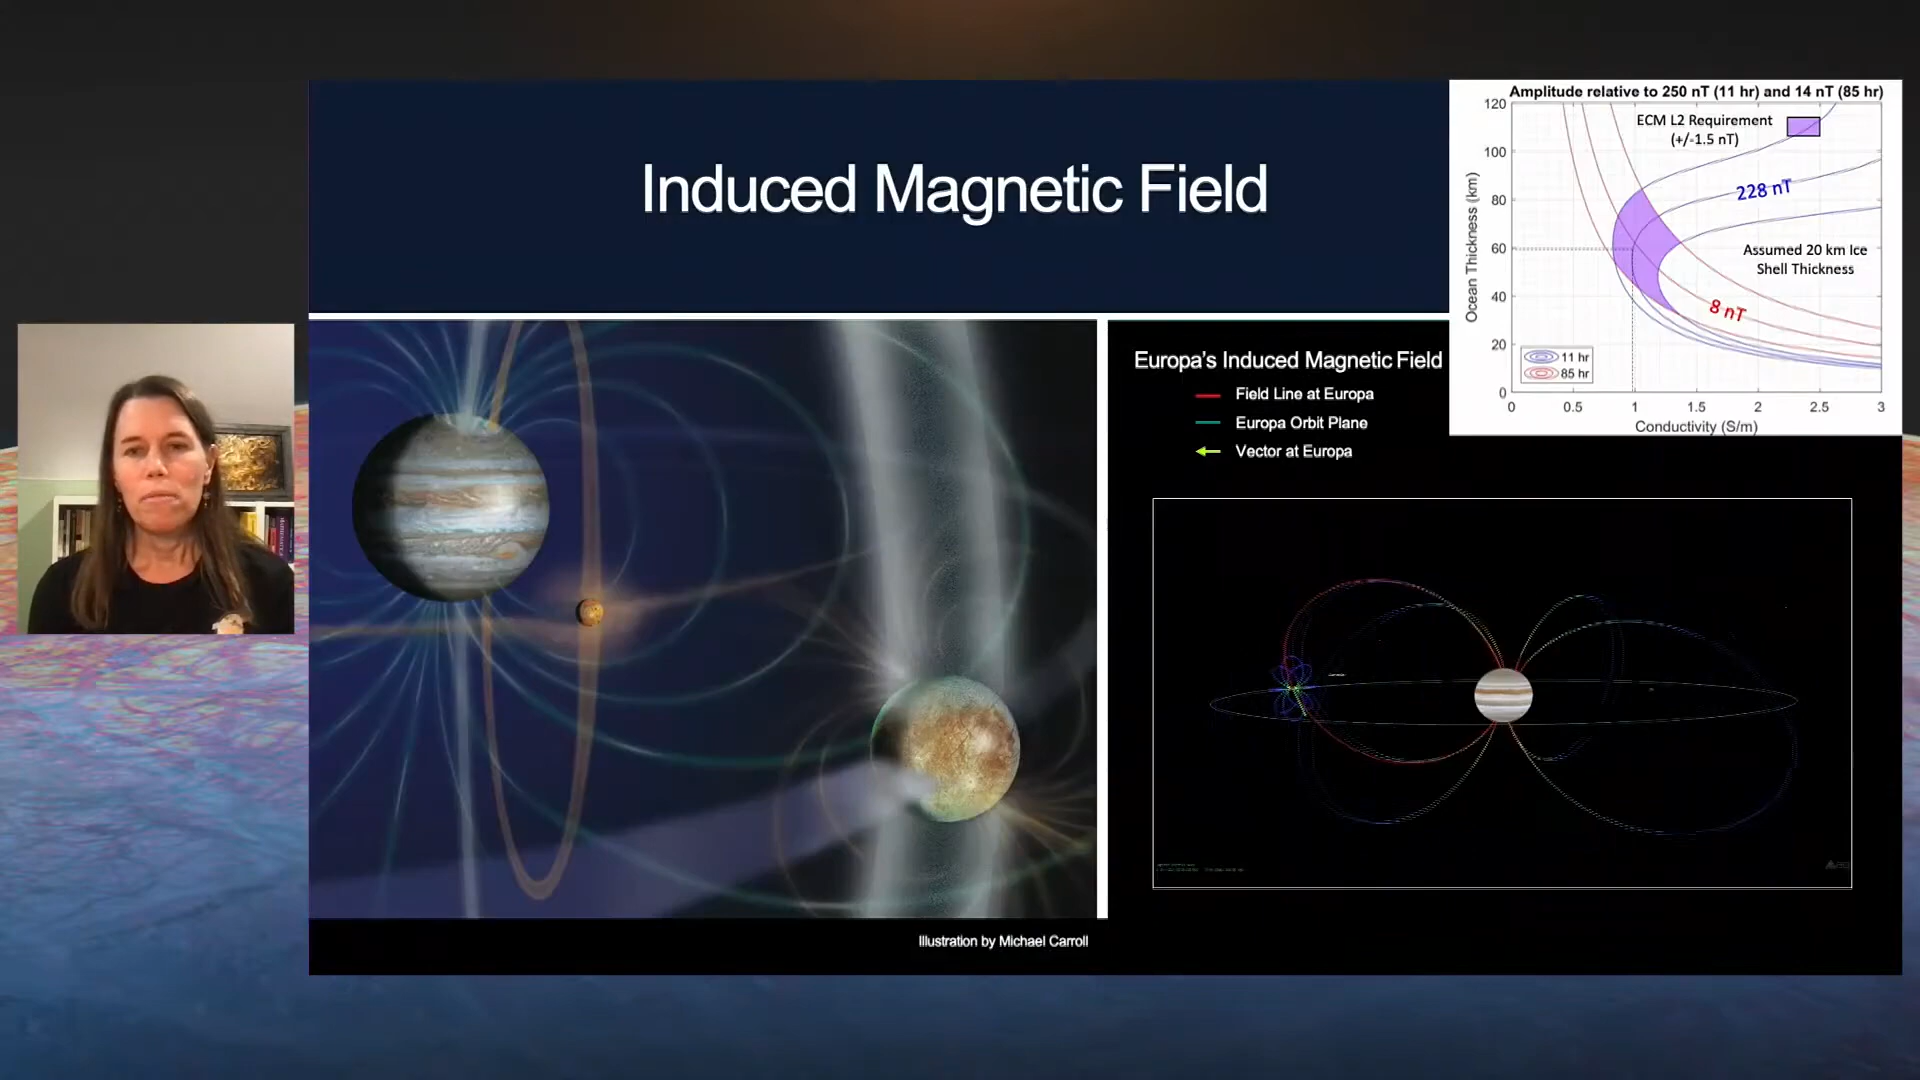 Induced Magnetic Field
Amplitude relative to 250 nT (11 hr) and 14 nT (85 hr)
ECM L2 Requirement
(+/-1.5 nT)
228 nT
Assumed 20 km Ice
Shell Thickness
8 nT
11 hr
85 hr
Ocean Thickness (km)
120
100
80
60
40
20
0
0 0.5 1 1.5 2 2.5 3
Conductivity (S/m)
Europa's Induced Magnetic Field
Field Line at Europa
Europa Orbit Plane
Vector at Europa
Illustration by Michael Carroll